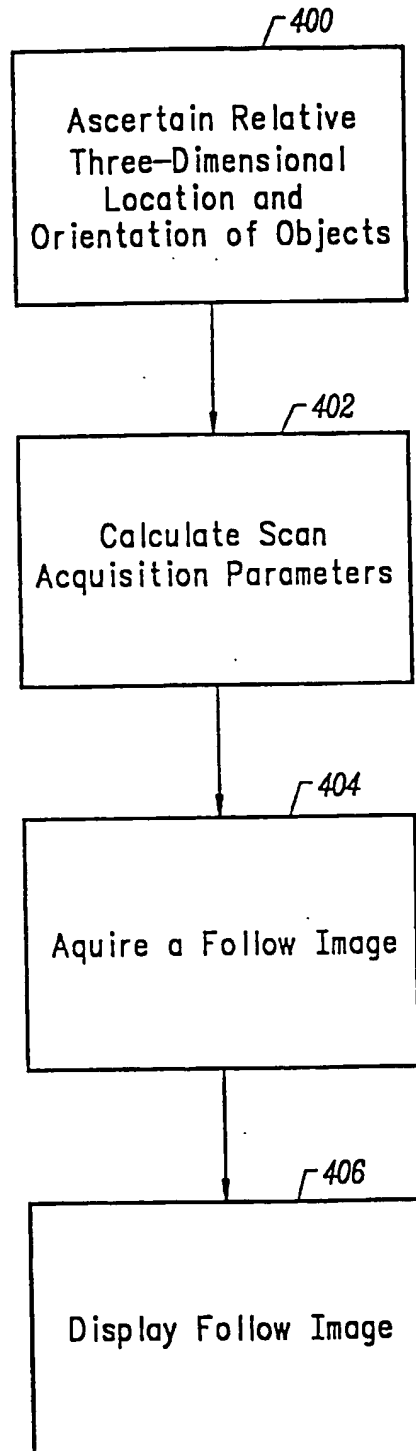 400
Ascertain Relative
Three-Dimensional
Location and
Orientation of Objects
402
Calculate Scan
Acquisition Parameters
404
Aquire a Follow Image
406
Display Follow Image